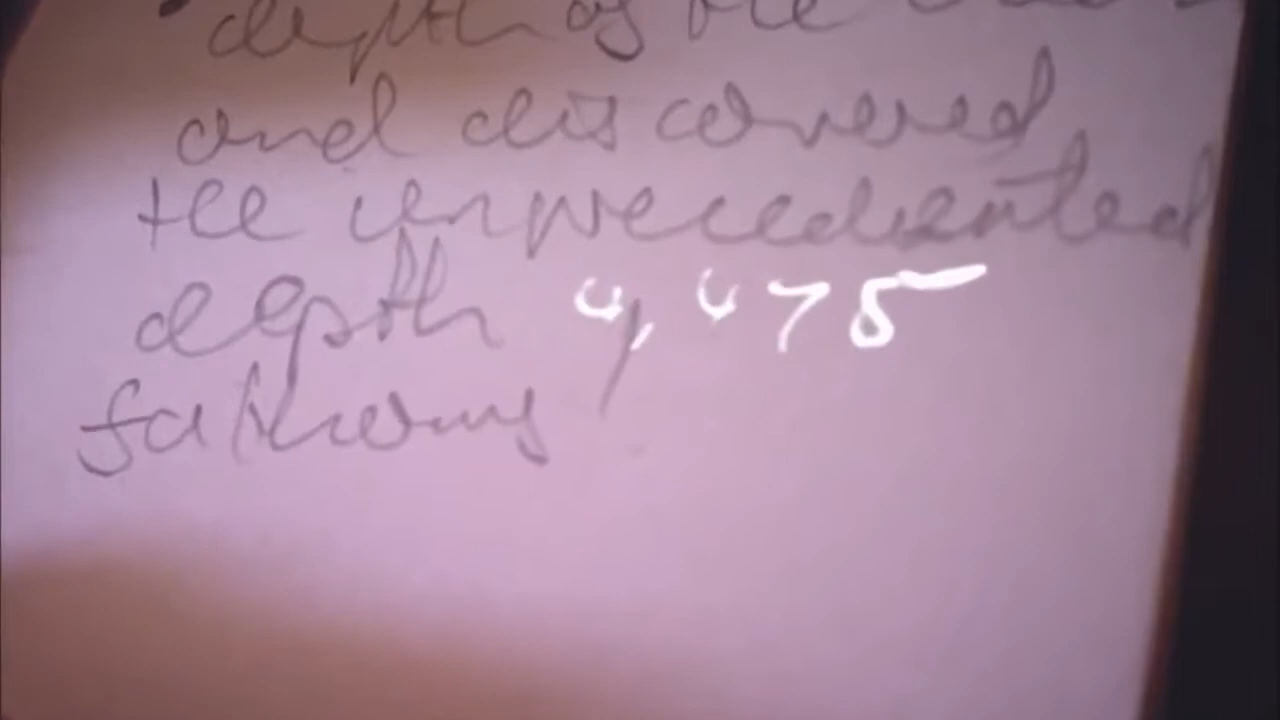 depth of the
and discovered
the unprecedented
depth 4,475
fathoms